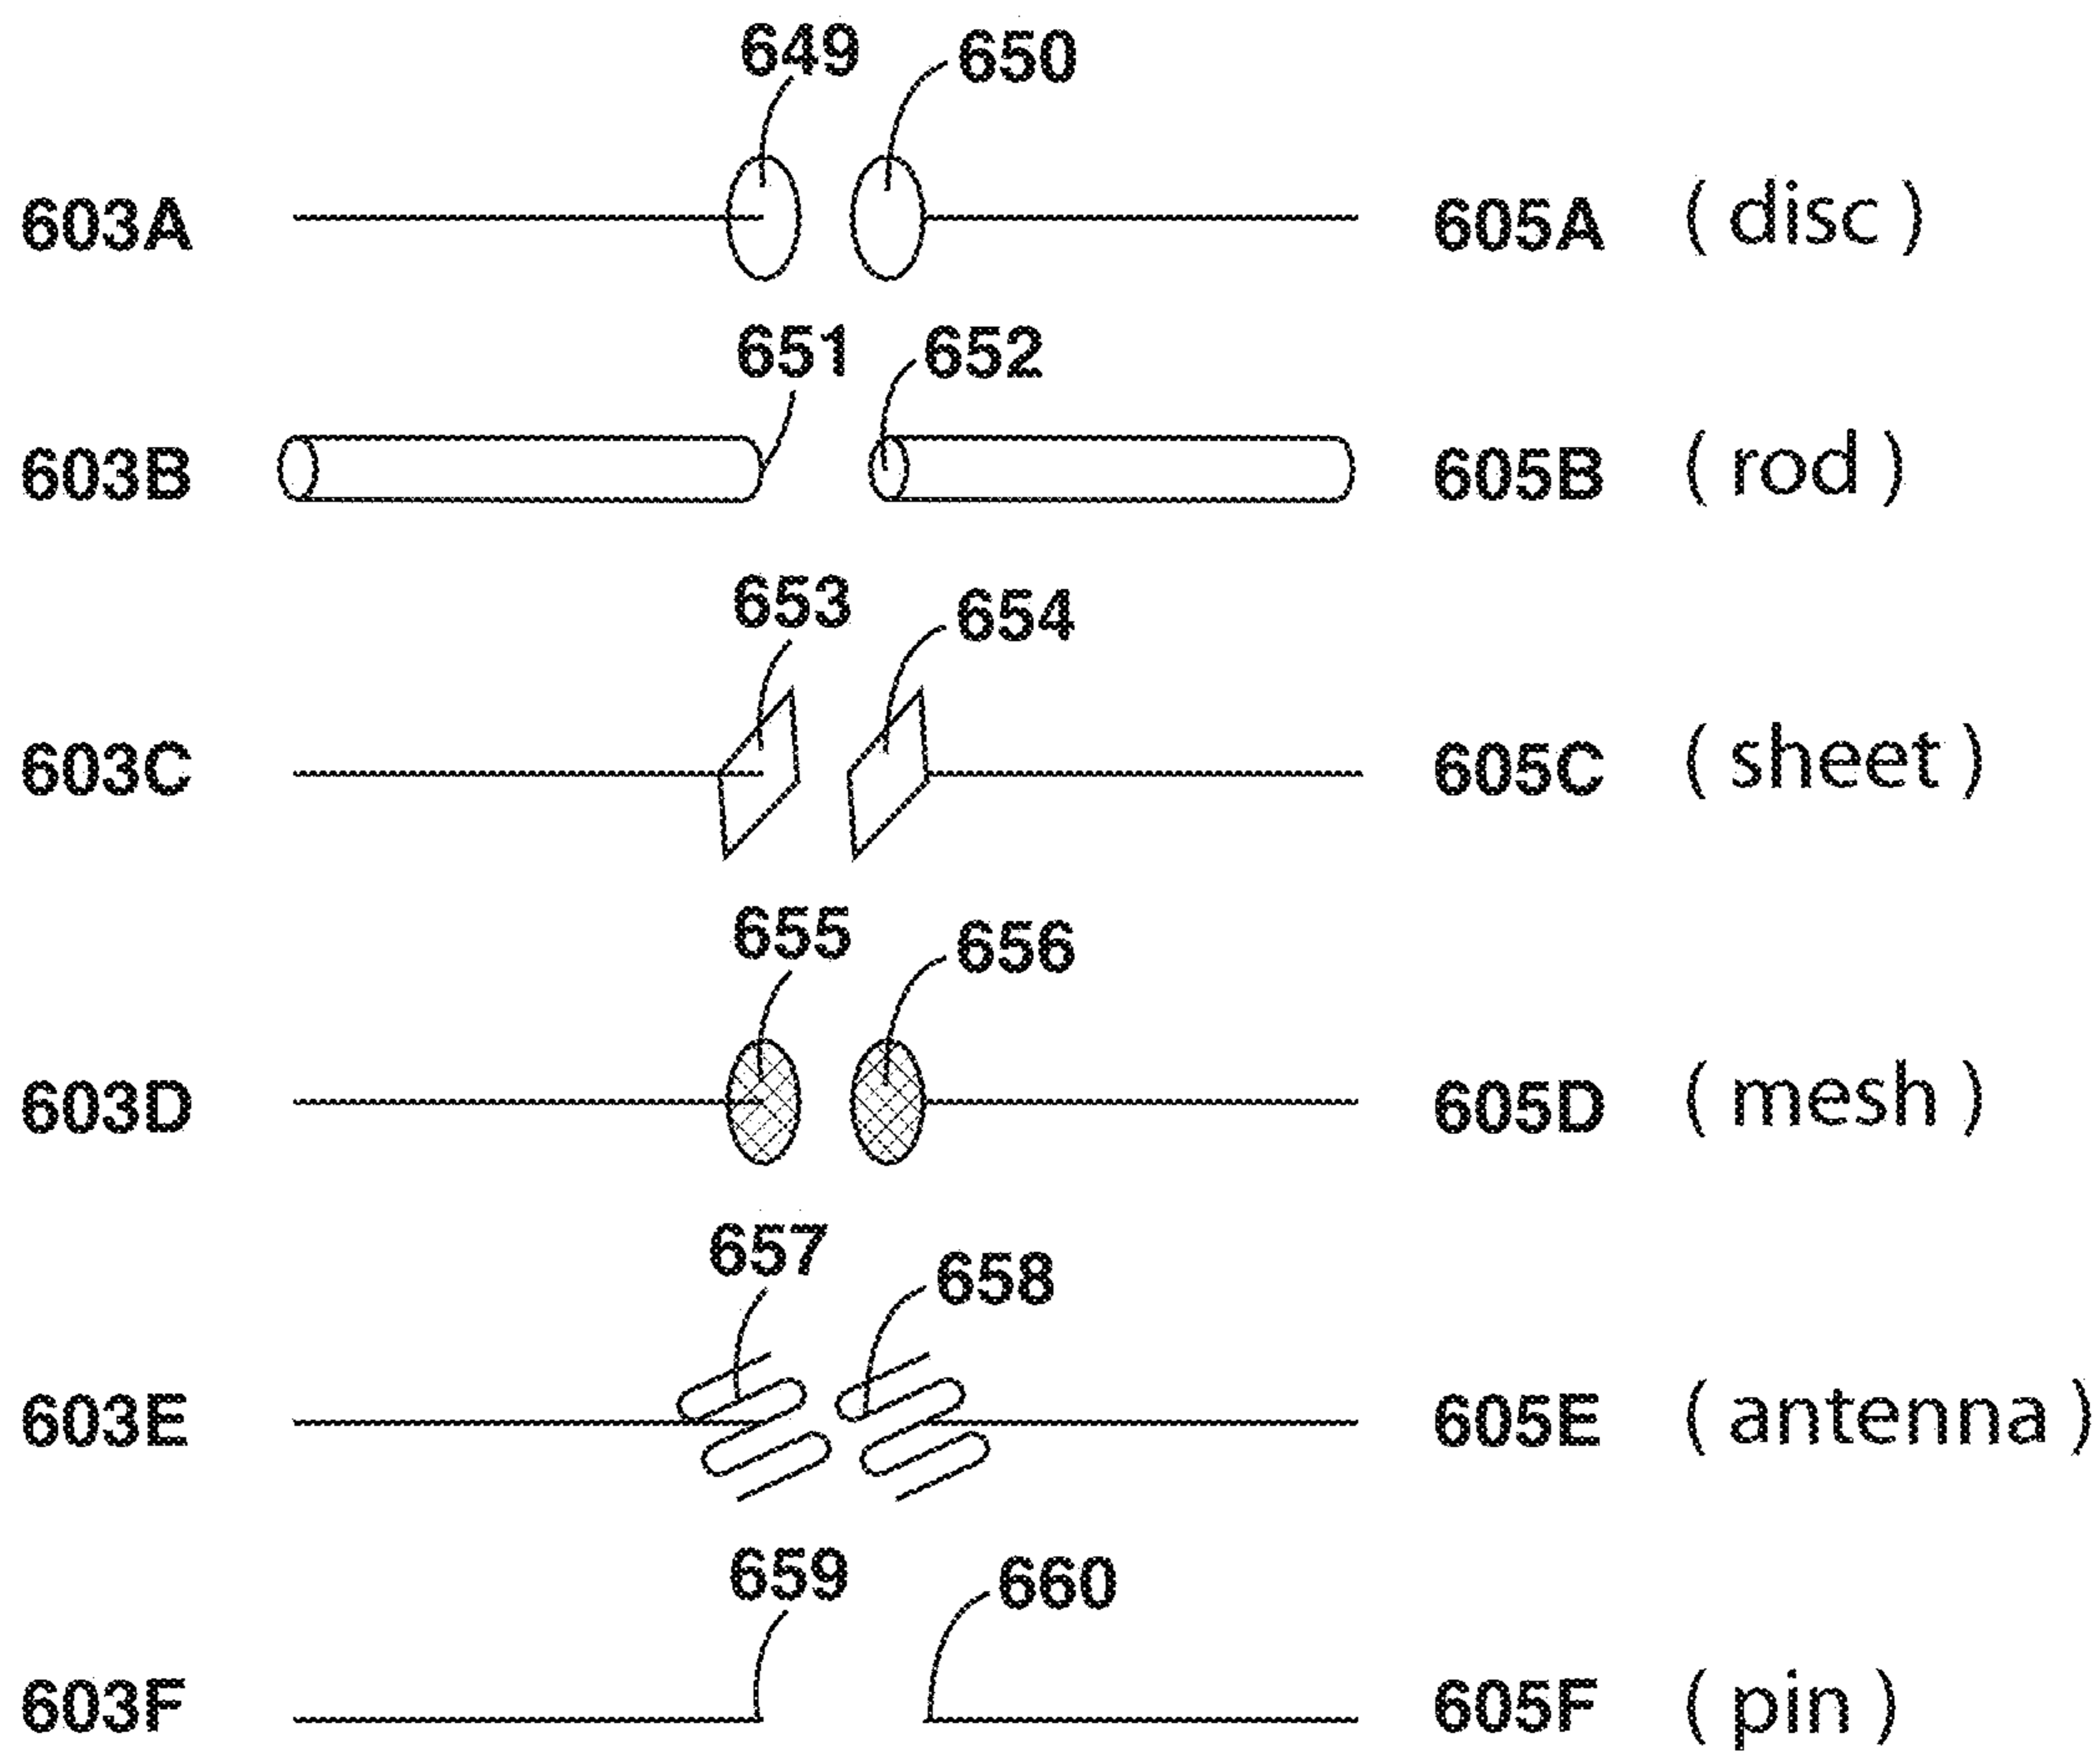 649 650
603A 605A ( disc )
651 652
603B 605B ( rod )
653 654
603C 605C ( sheet )
655 656
603D 605D ( mesh )
657 658
603E 605E ( antenna )
659 660
603F 605F ( pin )